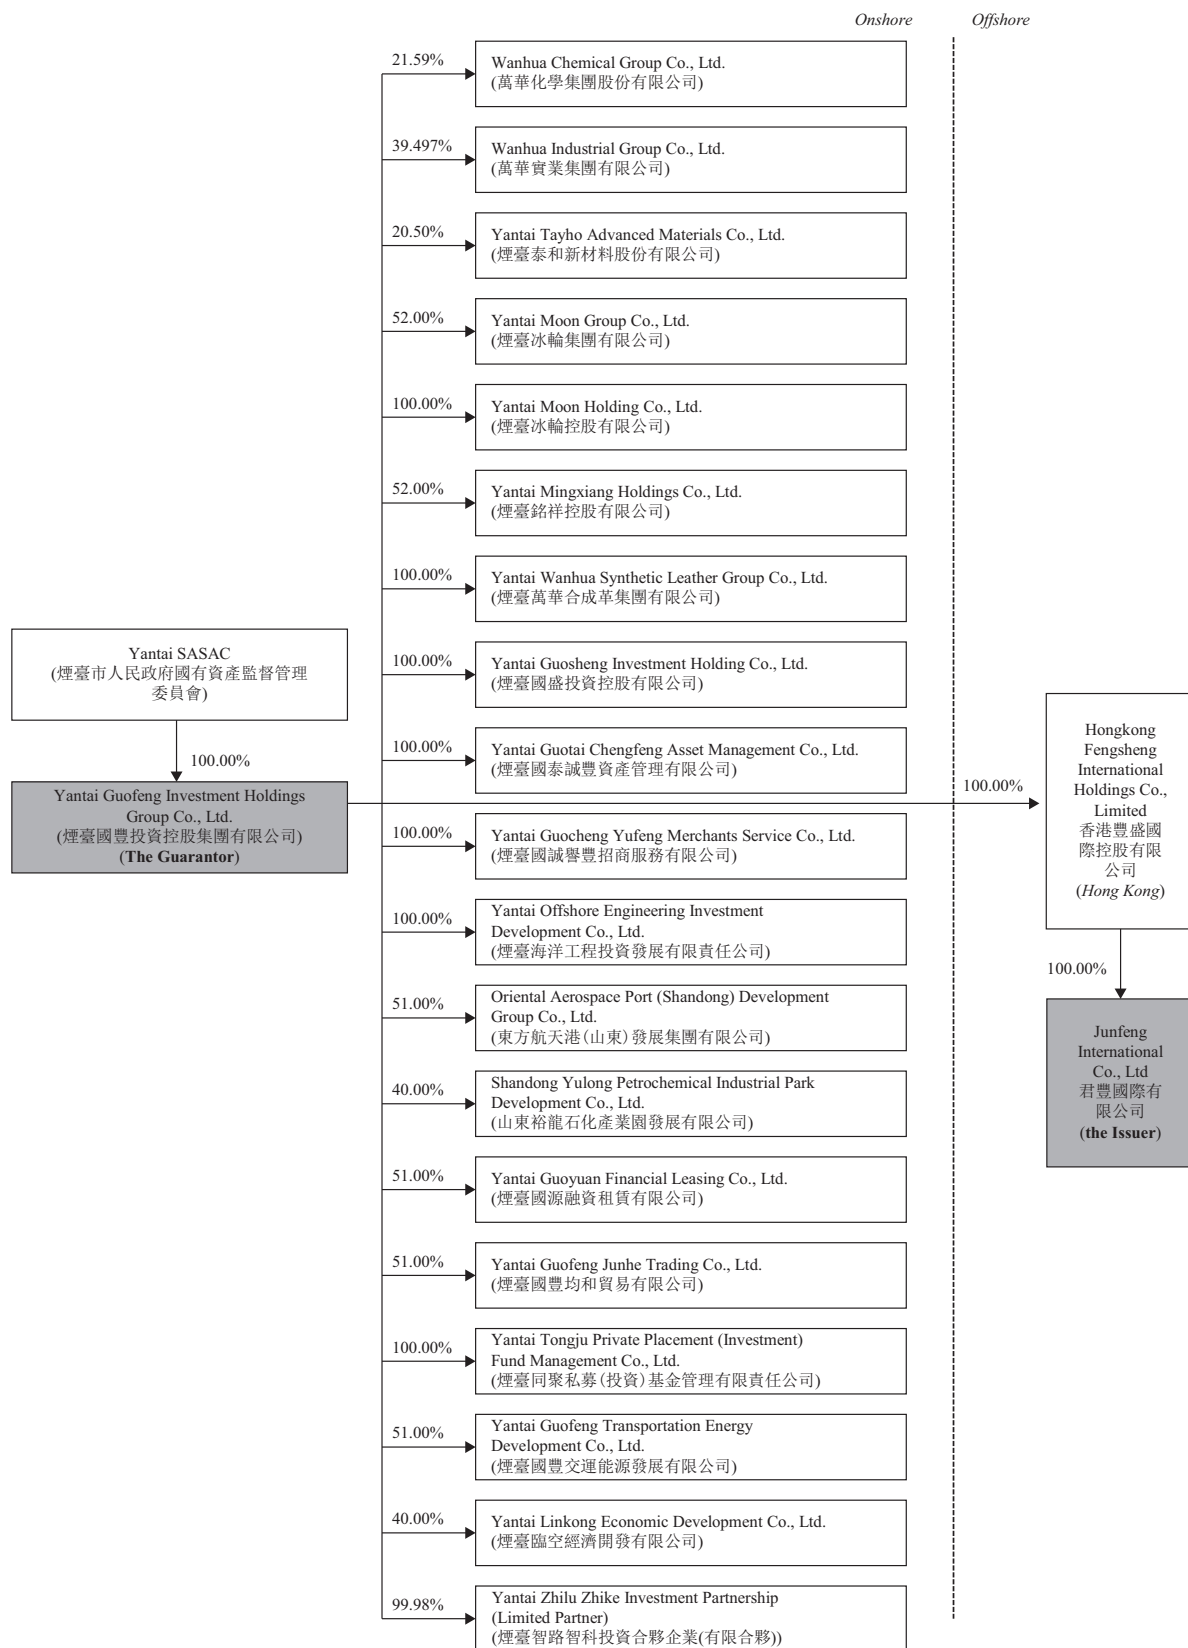 Onshore
Offshore
21.59%
Wanhua Chemical Group Co., Ltd.
(萬華化學集團股份有限公司)
39.497%
Wanhua Industrial Group Co., Ltd.
(萬華實業集團有限公司)
20.50%
Yantai Tayho Advanced Materials Co., Ltd.
(煙臺泰和新材料股份有限公司)
52.00%
Yantai Moon Group Co., Ltd.
(煙臺冰輪集團有限公司)
100.00%
Yantai Moon Holding Co., Ltd.
(煙臺冰輪控股有限公司)
52.00%
Yantai Mingxiang Holdings Co., Ltd.
(煙臺銘祥控股有限公司)
100.00%
Yantai Wanhua Synthetic Leather Group Co., Ltd.
(煙臺萬華合成革集團有限公司)
Yantai SASAC
(煙臺市人民政府國有資產監督管理
委員會)
100.00%
Yantai Guofeng Investment Holdings
Group Co., Ltd.
(煙臺國豐投資控股集團有限公司)
(The Guarantor)
100.00%
Yantai Guosheng Investment Holding Co., Ltd.
(煙臺國盛投資控股有限公司)
100.00%
Yantai Guotai Chengfeng Asset Management Co., Ltd.
(煙臺國泰誠豐資產管理有限公司)
100.00%
Hongkong
Fengsheng
International
Holdings Co.,
Limited
香港豐盛國
際控股有限
公司
(Hong Kong)
100.00%
Junfeng
International
Co., Ltd
君豐國際有
限公司
(the Issuer)
100.00%
Yantai Guocheng Yufeng Merchants Service Co., Ltd.
(煙臺國誠譽豐招商服務有限公司)
100.00%
Yantai Offshore Engineering Investment
Development Co., Ltd.
(煙臺海洋工程投資發展有限責任公司)
51.00%
Oriental Aerospace Port (Shandong) Development
Group Co., Ltd.
(東方航天港(山東)發展集團有限公司)
40.00%
Shandong Yulong Petrochemical Industrial Park
Development Co., Ltd.
(山東裕龍石化產業園發展有限公司)
51.00%
Yantai Guoyuan Financial Leasing Co., Ltd.
(煙臺國源融資租賃有限公司)
51.00%
Yantai Guofeng Junhe Trading Co., Ltd.
(煙臺國豐均和貿易有限公司)
100.00%
Yantai Tongju Private Placement (Investment)
Fund Management Co., Ltd.
(煙臺同聚私募(投資)基金管理有限責任公司)
51.00%
Yantai Guofeng Transportation Energy
Development Co., Ltd.
(煙臺國豐交運能源發展有限公司)
40.00%
Yantai Linkong Economic Development Co., Ltd.
(煙臺臨空經濟開發有限公司)
99.98%
Yantai Zhilu Zhike Investment Partnership
(Limited Partner)
(煙臺智路智科投資合夥企業(有限合夥))